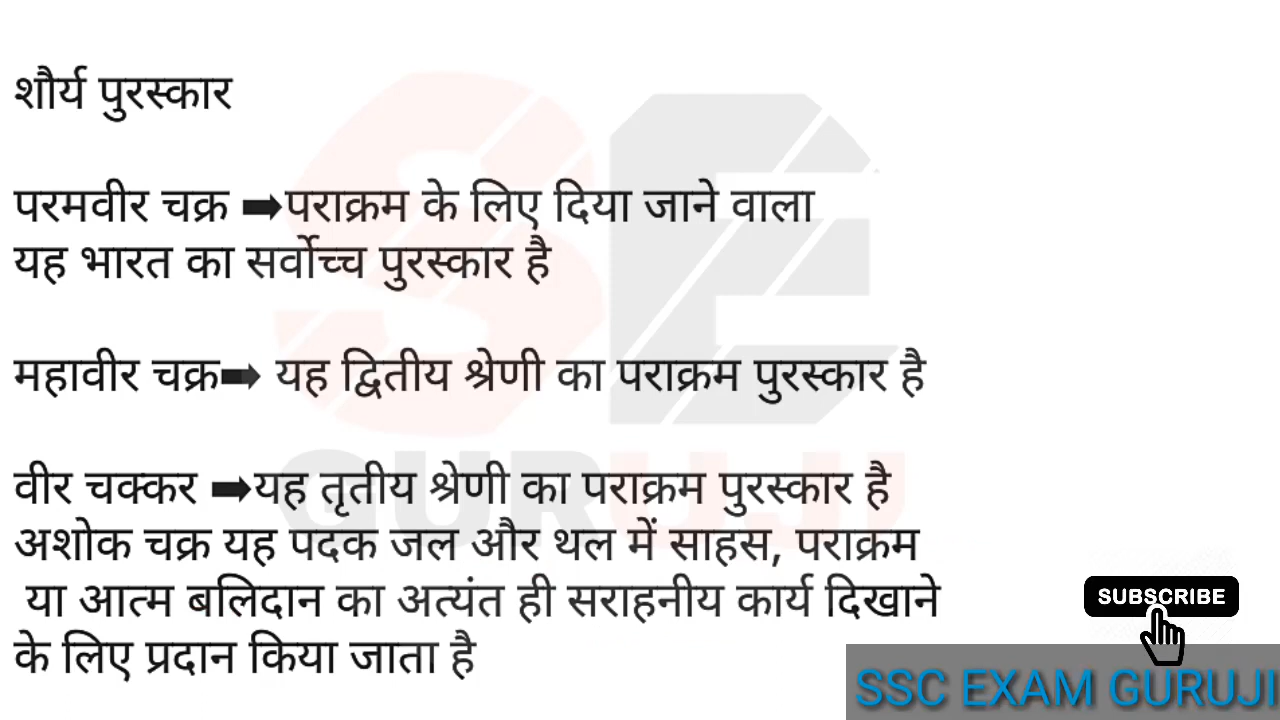 शौर्य पुरस्कार
परमवीर चक्र ➡पराक्रम के लिए दिया जाने वाला
यह भारत का सर्वोच्च पुरस्कार है
महावीर चक्र➡ यह द्वितीय श्रेणी का पराक्रम पुरस्कार है
वीर चक्कर ➡यह तृतीय श्रेणी का पराक्रम पुरस्कार है
अशोक चक्र यह पदक जल और थल में साहस, पराक्रम
या आत्म बलिदान का अत्यंत ही सराहनीय कार्य दिखाने
के लिए प्रदान किया जाता है
SE
GURUJI
SUBSCRIBE
SSC EXAM GURUJI